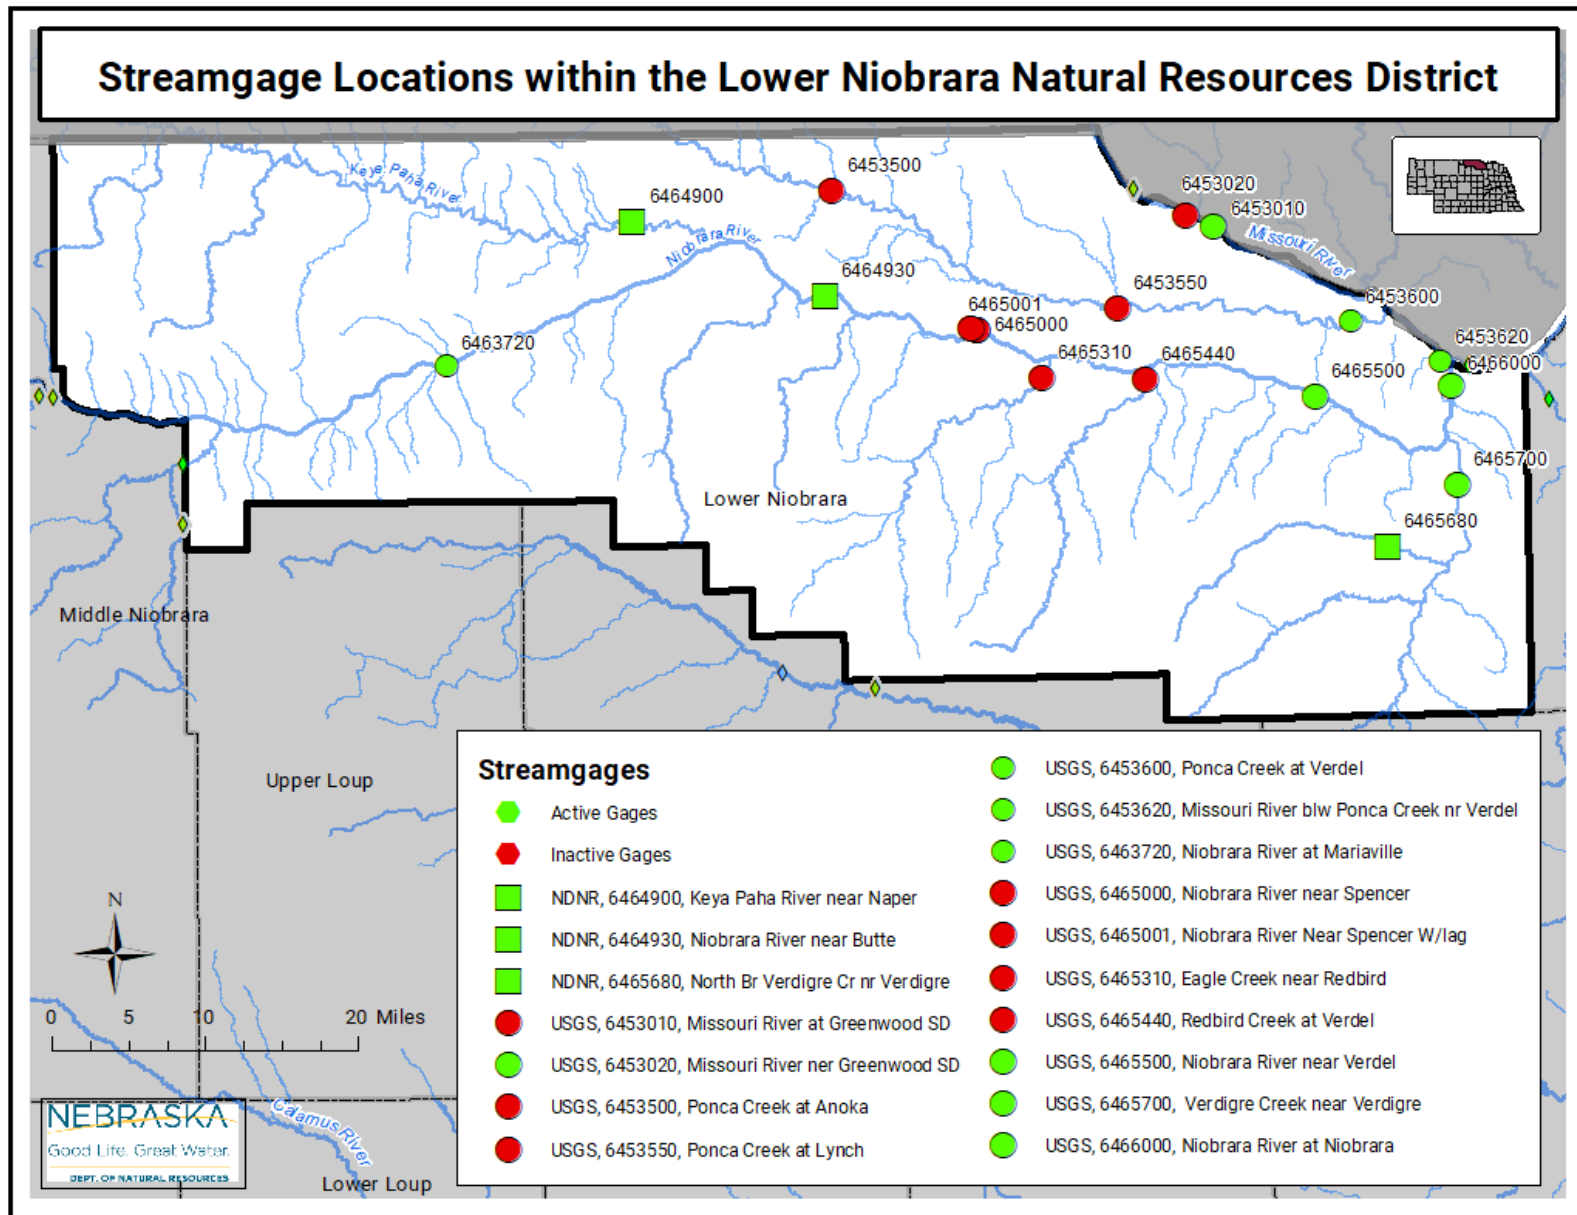 Streamgage Locations within the Lower Niobrara Natural Resources District
Keya Paha River
6453500
6453020
6464900
6453010
Niobrara River
Missouri River
6464930
6453550
6453600
6465001
6465000
6463720
6465310
6465440
6465500
6453620
6466000
6465700
Lower Niobrara
6465680
Middle Niobrara
Upper Loup
Streamgages
Active Gages
Inactive Gages
NDNR, 6464900, Keya Paha River near Naper
NDNR, 6464930, Niobrara River near Butte
NDNR, 6465680, North Br Verdigre Cr nr Verdigre
USGS, 6453010, Missouri River at Greenwood SD
USGS, 6453020, Missouri River ner Greenwood SD
USGS, 6453500, Ponca Creek at Anoka
USGS, 6453550, Ponca Creek at Lynch
USGS, 6453600, Ponca Creek at Verdel
USGS, 6453620, Missouri River blw Ponca Creek nr Verdel
USGS, 6463720, Niobrara River at Mariaville
USGS, 6465000, Niobrara River near Spencer
USGS, 6465001, Niobrara River Near Spencer W/lag
USGS, 6465310, Eagle Creek near Redbird
USGS, 6465440, Redbird Creek at Verdel
USGS, 6465500, Niobrara River near Verdel
USGS, 6465700, Verdigre Creek near Verdigre
USGS, 6466000, Niobrara River at Niobrara
N
0 5 10 20 Miles
NEBRASKA
Good Life. Great Water.
DEPT. OF NATURAL RESOURCES
Calamus River
Lower Loup